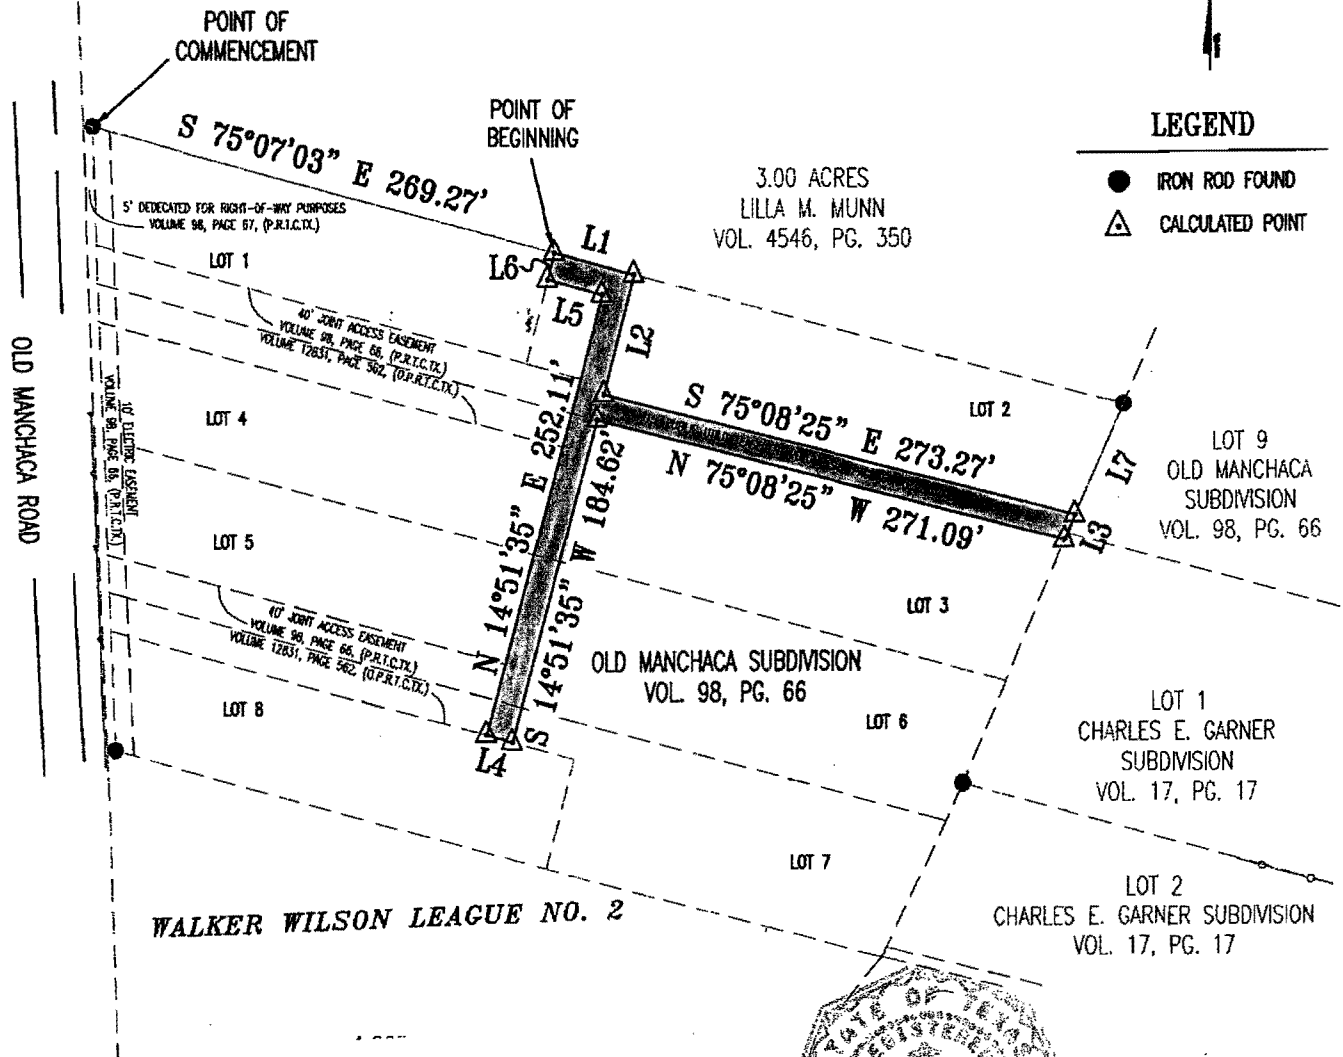 POINT OF
COMMENCEMENT
S 75°07'03" E 269.27'
POINT OF
BEGINNING
LEGEND
IRON ROD FOUND
CALCULATED POINT
3.00 ACRES
LILLA M. MUNN
VOL. 4546, PG. 350
5' DEDECATED FOR RIGHT-OF-WAY PURPOSES
VOLUME 98, PAGE 67, (P.R.T.C.TX.)
LOT 1
L1
L6
L5
L2
40' JOINT ACCESS EASEMENT
VOLUME 98, PAGE 66, (P.R.T.C.TX.)
VOLUME 12831, PAGE 562, (O.P.R.T.C.TX.)
OLD MANCHACA ROAD
10' ELECTRIC EASEMENT
VOLUME 98, PAGE 66, (P.R.T.C.TX.)
LOT 4
N 14°51'35" E 252.11'
S 14°51'35" W 184.62'
S 75°08'25" E 273.27'
N 75°08'25" W 271.09'
LOT 2
L7
L3
LOT 9
OLD MANCHACA
SUBDIVISION
VOL. 98, PG. 66
LOT 5
LOT 3
40' JOINT ACCESS EASEMENT
VOLUME 98, PAGE 66, (P.R.T.C.TX.)
VOLUME 12831, PAGE 562, (O.P.R.T.C.TX.)
OLD MANCHACA SUBDIVISION
VOL. 98, PG. 66
LOT 8
LOT 6
L4
LOT 1
CHARLES E. GARNER
SUBDIVISION
VOL. 17, PG. 17
LOT 7
LOT 2
CHARLES E. GARNER SUBDIVISION
VOL. 17, PG. 17
WALKER WILSON LEAGUE NO. 2
STATE OF TEXAS
REGISTERED